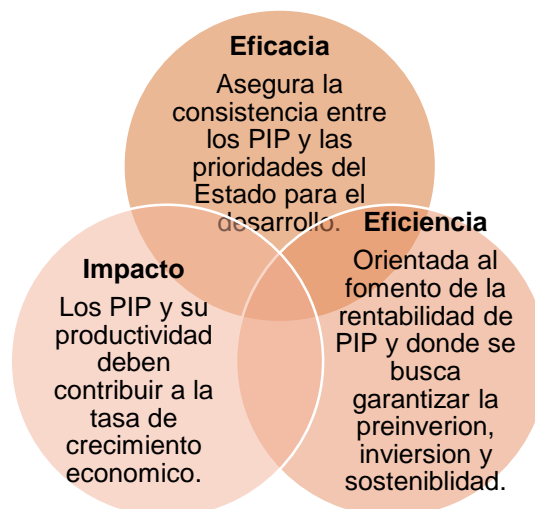 Eficacia
Asegura la
consistencia entre
los PIP y las
prioridades del
Estado para el
desarrollo.
Eficiencia
Orientada al
fomento de la
rentabilidad de
PIP y donde se
busca
garantizar la
preinverion,
inviersion y
sosteniblidad.
Impacto
Los PIP y su
productividad
deben
contribuir a la
tasa de
crecimiento
economico.